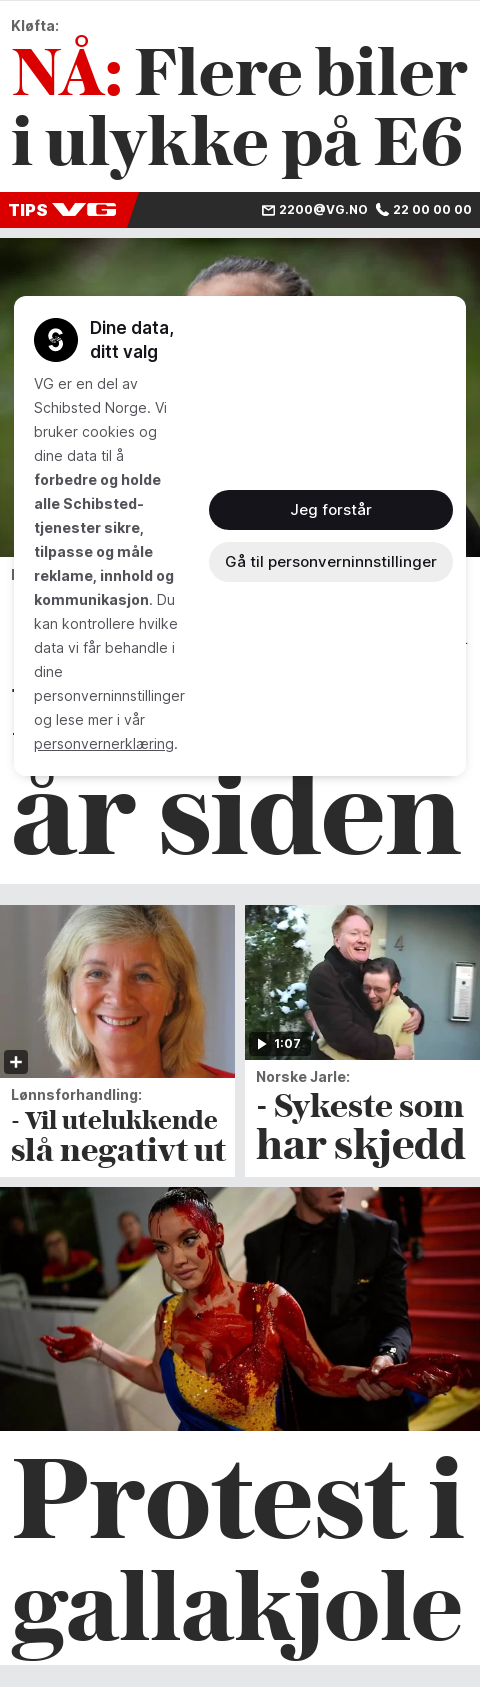 Kløfta:
NÅ: Flere biler
i ulykke på E6
TIPS VG 2200@VG.NO 22 00 00 00
Dine data,
ditt valg
VG er en del av
Schibsted Norge. Vi
bruker cookies og
dine data til å
forbedre og holde
alle Schibsted-
tjenester sikre,
tilpasse og måle
reklame, innhold og
kommunikasjon. Du
kan kontrollere hvilke
data vi får behandle i
dine
personverninnstillinger
og lese mer i vår
personvernerklæring.
Jeg forstår
Gå til personverninnstillinger
år siden
1:07
Lønnsforhandling:
- Vil utelukkende
slå negativt ut
Norske Jarle:
- Sykeste som
har skjedd
Protest i
gallakjole